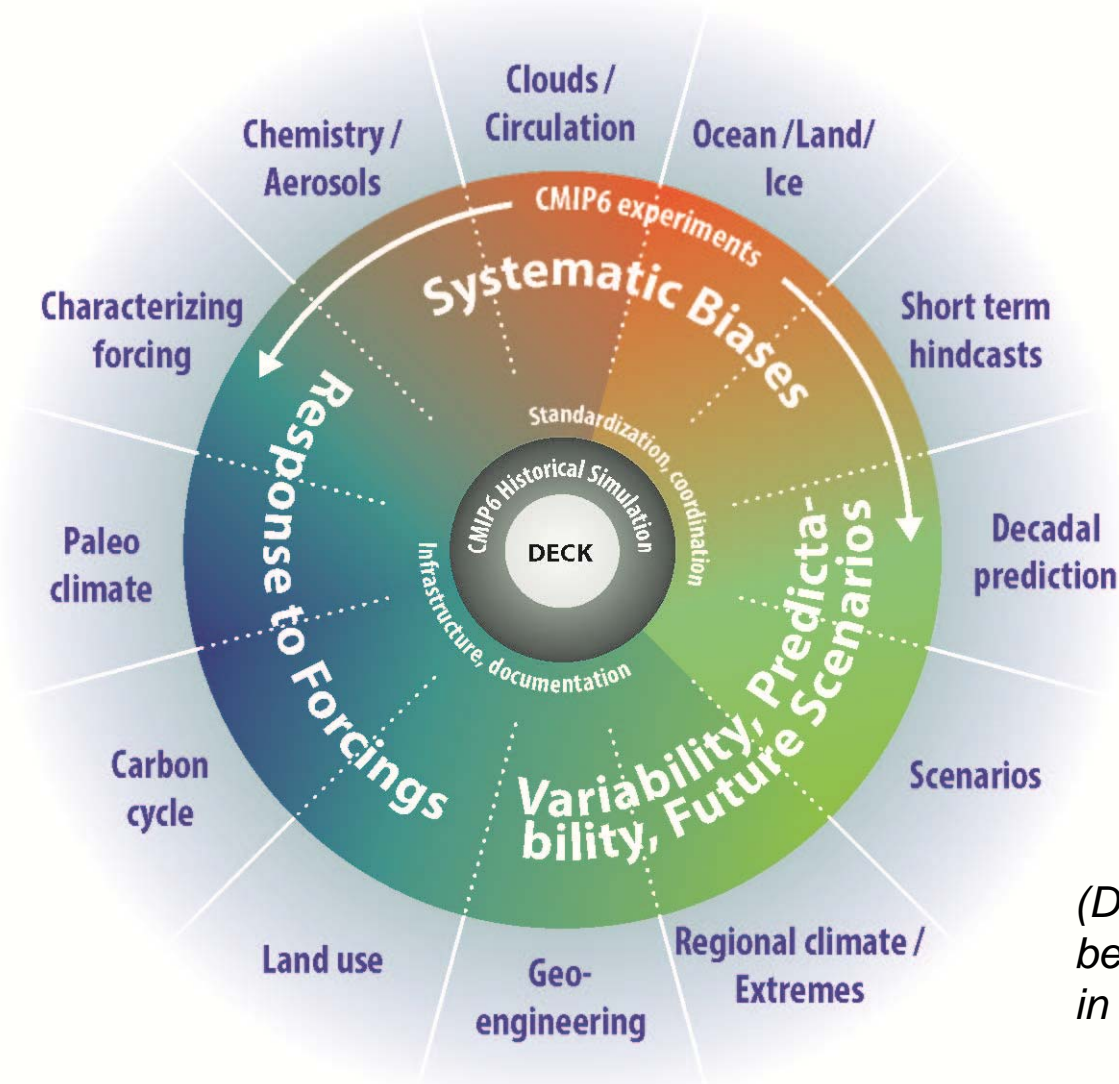 Clouds /
Circulation
Ocean /Land/
Ice
Short term
hindcasts
Decadal
prediction
Scenarios
Regional climate /
Extremes
Geo-
engineering
Land use
Carbon
cycle
Paleo
climate
Characterizing
forcing
Chemistry /
Aerosols
CMIP6 experiments
Systematic Biases
Variability, Predicta-
bility, Future Scenarios
Response to Forcings
Standardization, coordination
Infrastructure, documentation
CMIP6 Historical Simulation
DECK
(D
be
in